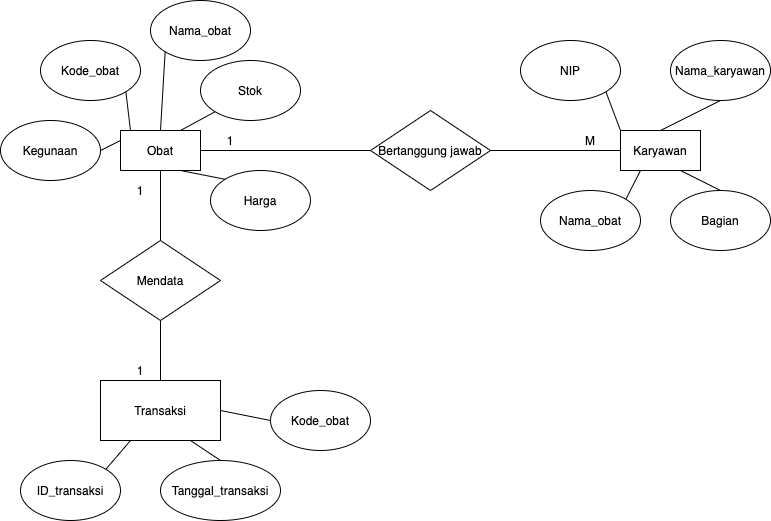 Nama_obat
Kode_obat
NIP
Nama_karyawan
Stok
Kegunaan
Obat
1
Bertanggung jawab
M
Karyawan
1
Harga
Nama_obat
Bagian
Mendata
1
Transaksi
Kode_obat
ID_transaksi
Tanggal_transaksi